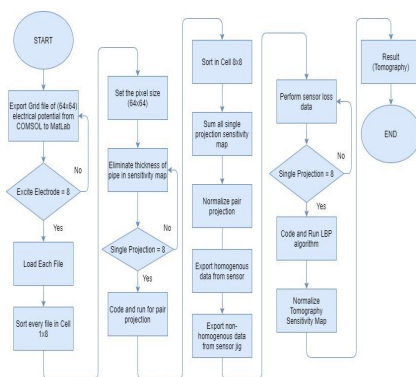 START
Export Grid file of (64x64)
electrical potential from
COMSOL to MatLab
No
Excite Electrode = 8
Yes
Load Each File
Sort every file in Cell
1x8
Set the pixel size
(64x64)
Eliminate thickness of
pipe in sensitivity map
No
Single Projection = 8
Yes
Code and run for pair
projection
Sort in Cell 8x8
Sum all single
projection sensitivity
map
Normalize pair
projection
Export homogenous
data from sensor
Export non-
homogenous data
from sensor jig
Perform sensor loss
data
No
Single Projection = 8
Yes
Code and Run LBP
algorithm
Normalize
Tomography
Sensitivity Map
Result
(Tomography)
END